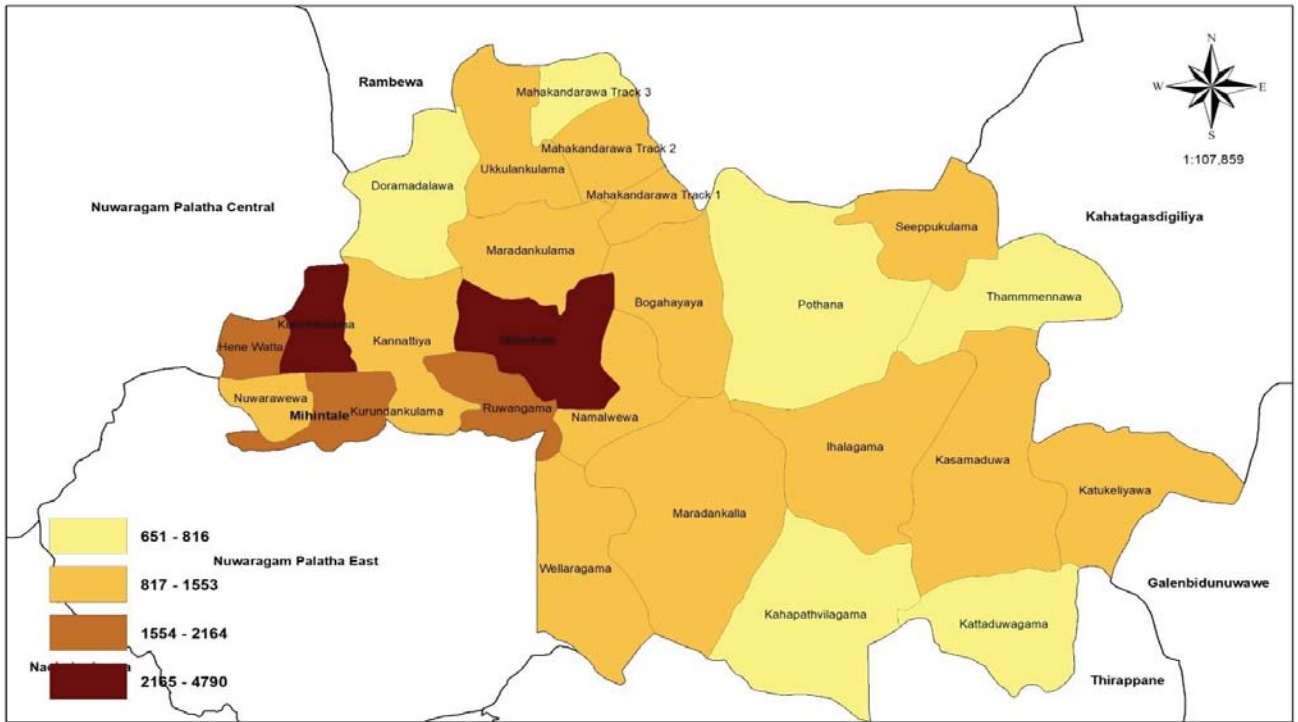 N
Rambewa
W
E
Mahakandarawa Track 3
S
Mahakandarawa Track 2
1:107,859
Ukkulankulama
Doramadalawa
Mahakandarawa Track 1
Nuwaragam Palatha Central
Kahatagasdigiliya
Seeppukulama
Maradankulama
Thammmennawa
Bogahayaya
Pothana
Kannattiya
Hene Watta
Nuwarawewa
Mihintale
Kurundankulama
Ruwangama
Namalwewa
Ihalagama
Kasamaduwa
Katukeliyawa
Maradankalla
651 - 816
Nuwaragam Palatha East
Wellaragama
817 - 1553
Galenbidunuwawe
Kahapathvilagama
Kattaduwagama
1554 - 2164
Thirappane
2165 - 4790